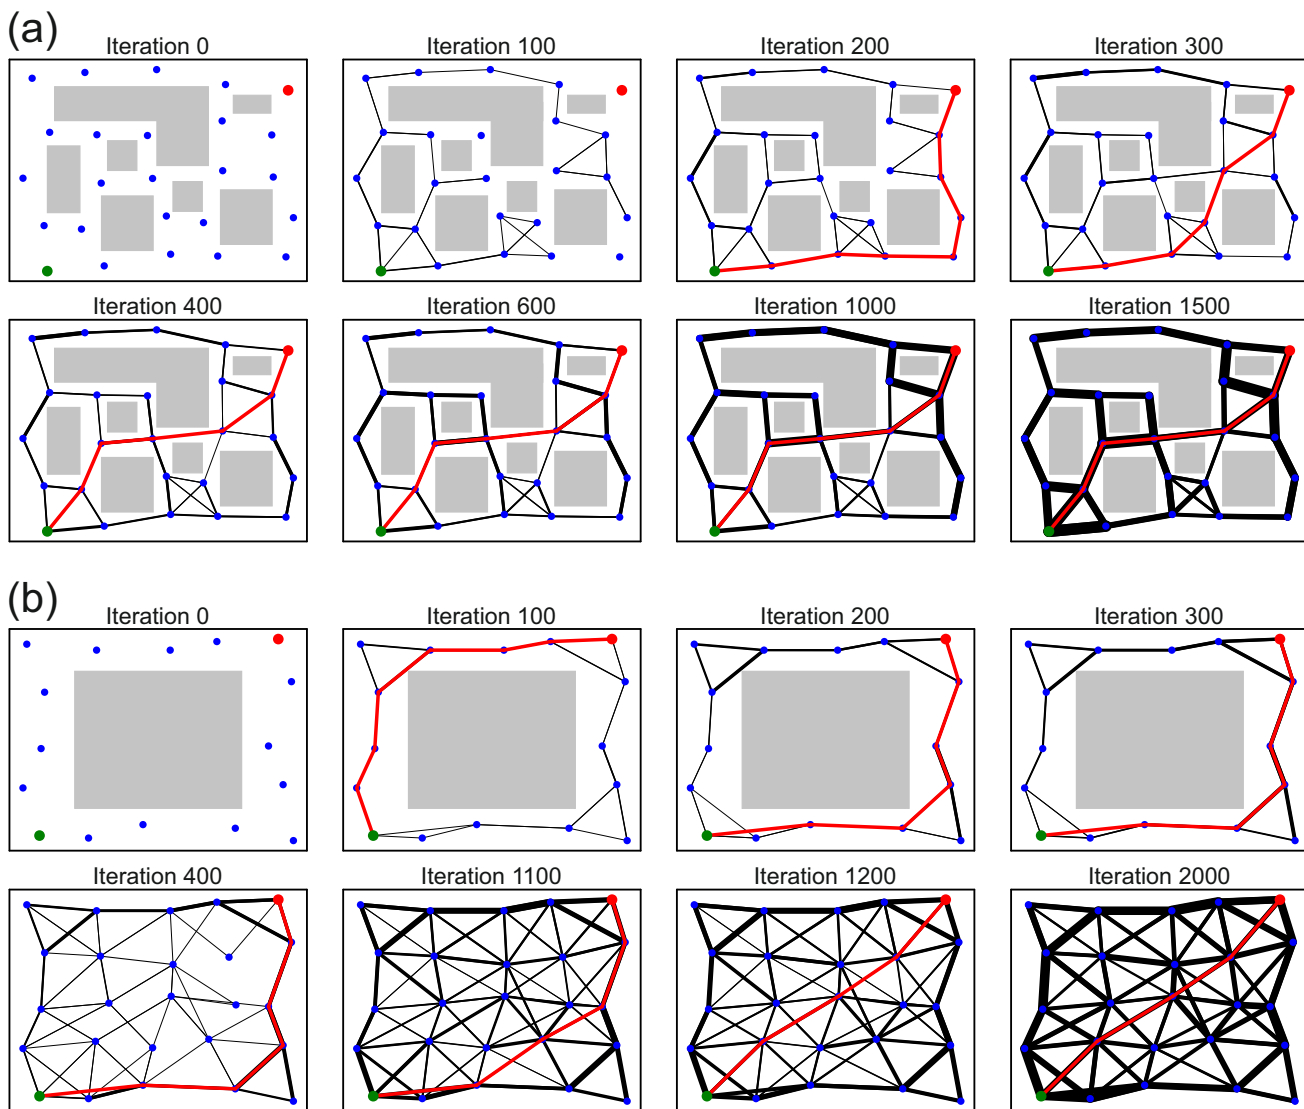 (a)
Iteration 0
Iteration 100
Iteration 200
Iteration 300
Iteration 400
Iteration 600
Iteration 1000
Iteration 1500
(b)
Iteration 0
Iteration 100
Iteration 200
Iteration 300
Iteration 400
Iteration 1100
Iteration 1200
Iteration 2000